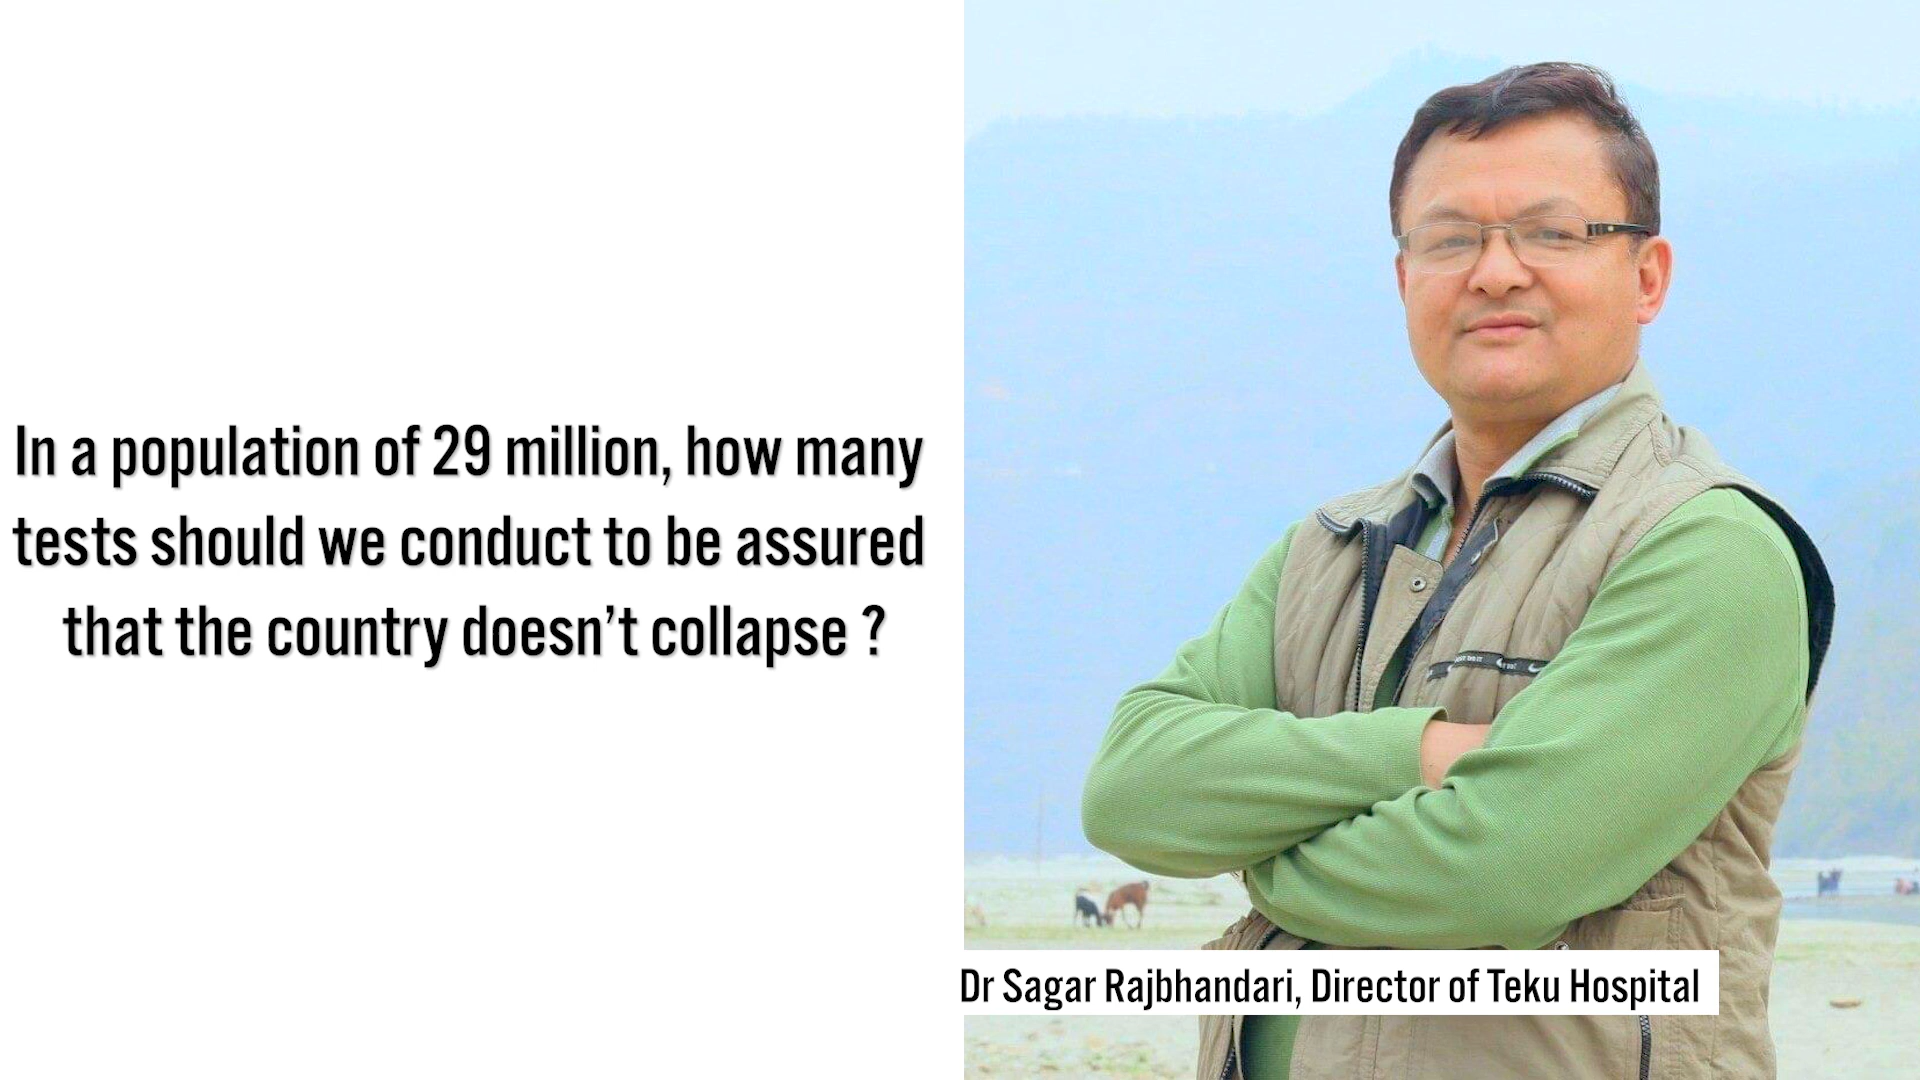 In a population of 29 million, how many
tests should we conduct to be assured
that the country doesn’t collapse ?
Dr Sagar Rajbhandari, Director of Teku Hospital